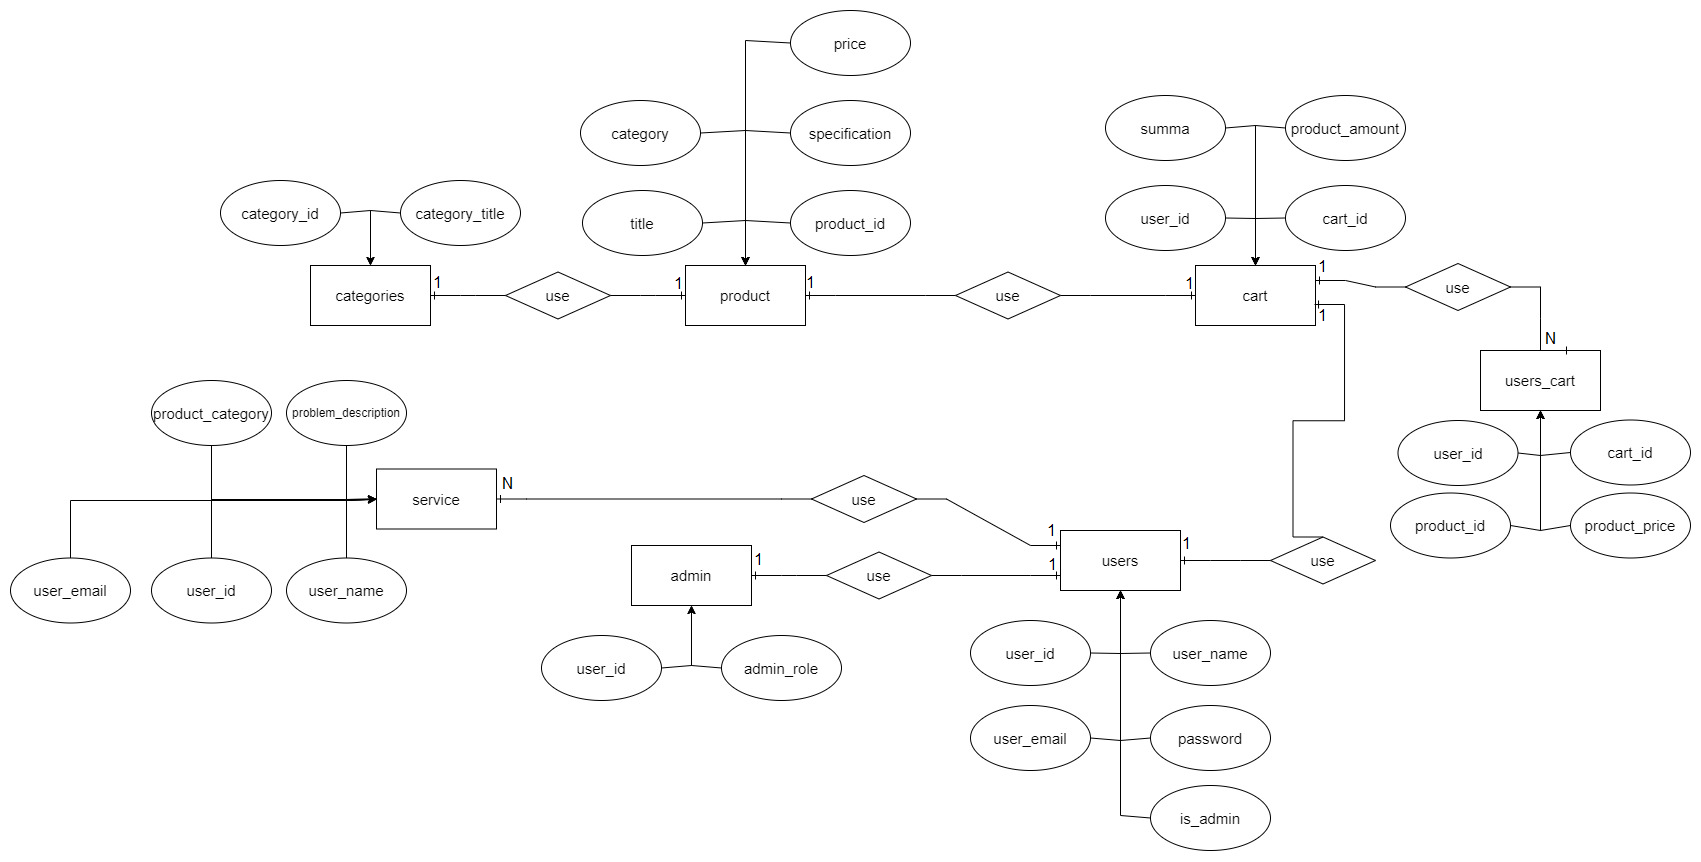 price
category
specification
summa
product_amount
category_id
category_title
title
product_id
user_id
cart_id
categories
1
use
1
product
1
use
1
cart
1
1
use
N
users_cart
user_id
cart_id
product_id
product_price
product_category
problem_description
service
N
use
1
user_email
user_id
user_name
admin
1
use
1
users
1
use
user_id
admin_role
user_id
user_name
user_email
password
is_admin